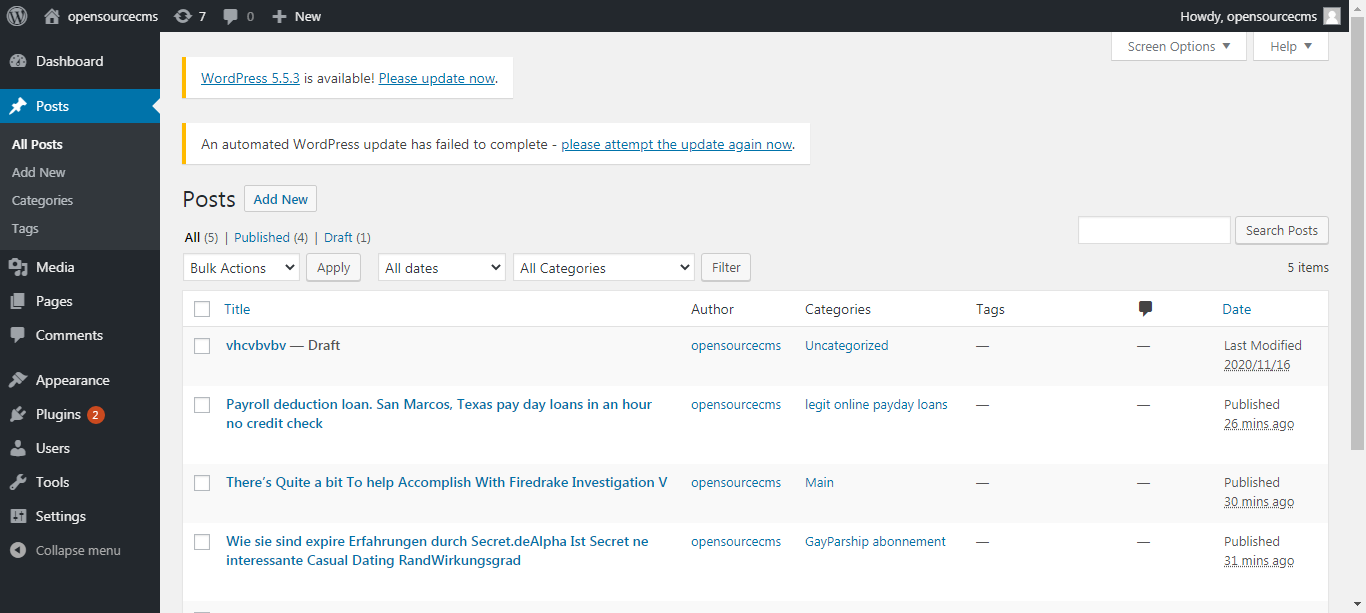 opensourcecms 7 0 New Howdy, opensourcecms
Screen Options Help
Dashboard
Posts
All Posts
Add New
Categories
Tags
Media
Pages
Comments
Appearance
Plugins 2
Users
Tools
Settings
Collapse menu
WordPress 5.5.3 is available! Please update now.
An automated WordPress update has failed to complete - please attempt the update again now.
Posts Add New
All (5) | Published (4) | Draft (1)
Search Posts
Bulk Actions Apply All dates All Categories Filter 5 items
Title Author Categories Tags Date
vhcvbvbv — Draft opensourcecms Uncategorized — — Last Modified
2020/11/16
Payroll deduction loan. San Marcos, Texas pay day loans in an hour opensourcecms legit online payday loans — — Published
no credit check 26 mins ago
There’s Quite a bit To help Accomplish With Firedrake Investigation V opensourcecms Main — — Published
30 mins ago
Wie sie sind expire Erfahrungen durch Secret.deAlpha Ist Secret ne opensourcecms GayParship abonnement — — Published
interessante Casual Dating RandWirkungsgrad 31 mins ago